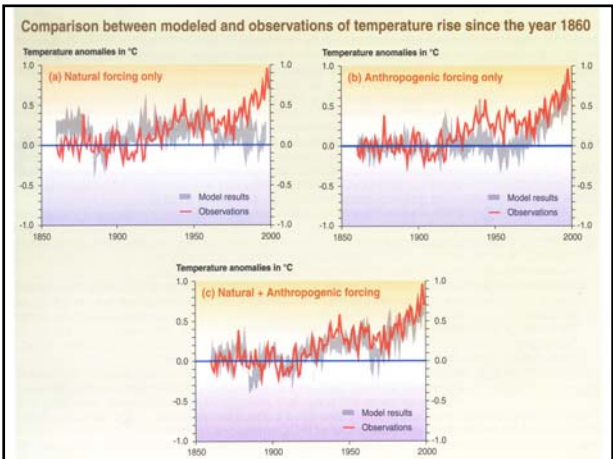 Comparison between modeled and observations of temperature rise since the year 1860
Temperature anomalies in °C
(a) Natural forcing only
1.0
0.5
0.0
-0.5
-1.0
1.0
0.5
0.0
-0.5
-1.0
Model results
Observations
1850 1900 1950 2000
Temperature anomalies in °C
(b) Anthropogenic forcing only
1.0
0.5
0.0
-0.5
-1.0
1.0
0.5
0.0
-0.5
-1.0
Model results
Observations
1850 1900 1950 2000
Temperature anomalies in °C
(c) Natural + Anthropogenic forcing
1.0
0.5
0.0
-0.5
-1.0
1.0
0.5
0.0
-0.5
-1.0
Model results
Observations
1850 1900 1950 2000